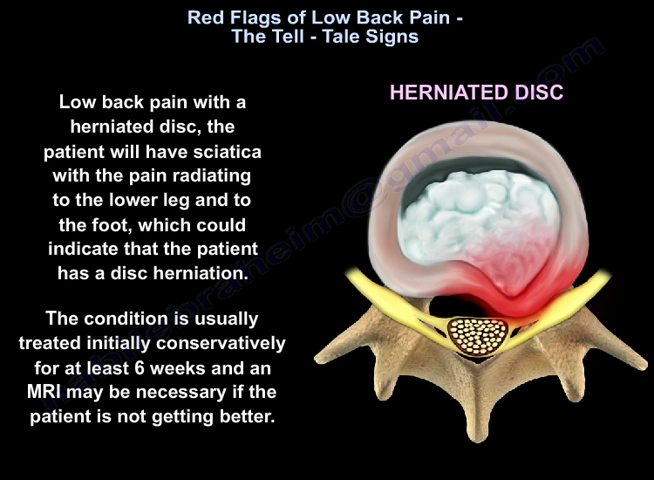 Red Flags of Low Back Pain -
The Tell - Tale Signs
Low back pain with a
herniated disc, the
patient will have sciatica
with the pain radiating
to the lower leg and to
the foot, which could
indicate that the patient
has a disc herniation.
The condition is usually
treated initially conservatively
for at least 6 weeks and an
MRI may be necessary if the
patient is not getting better.
HERNIATED DISC